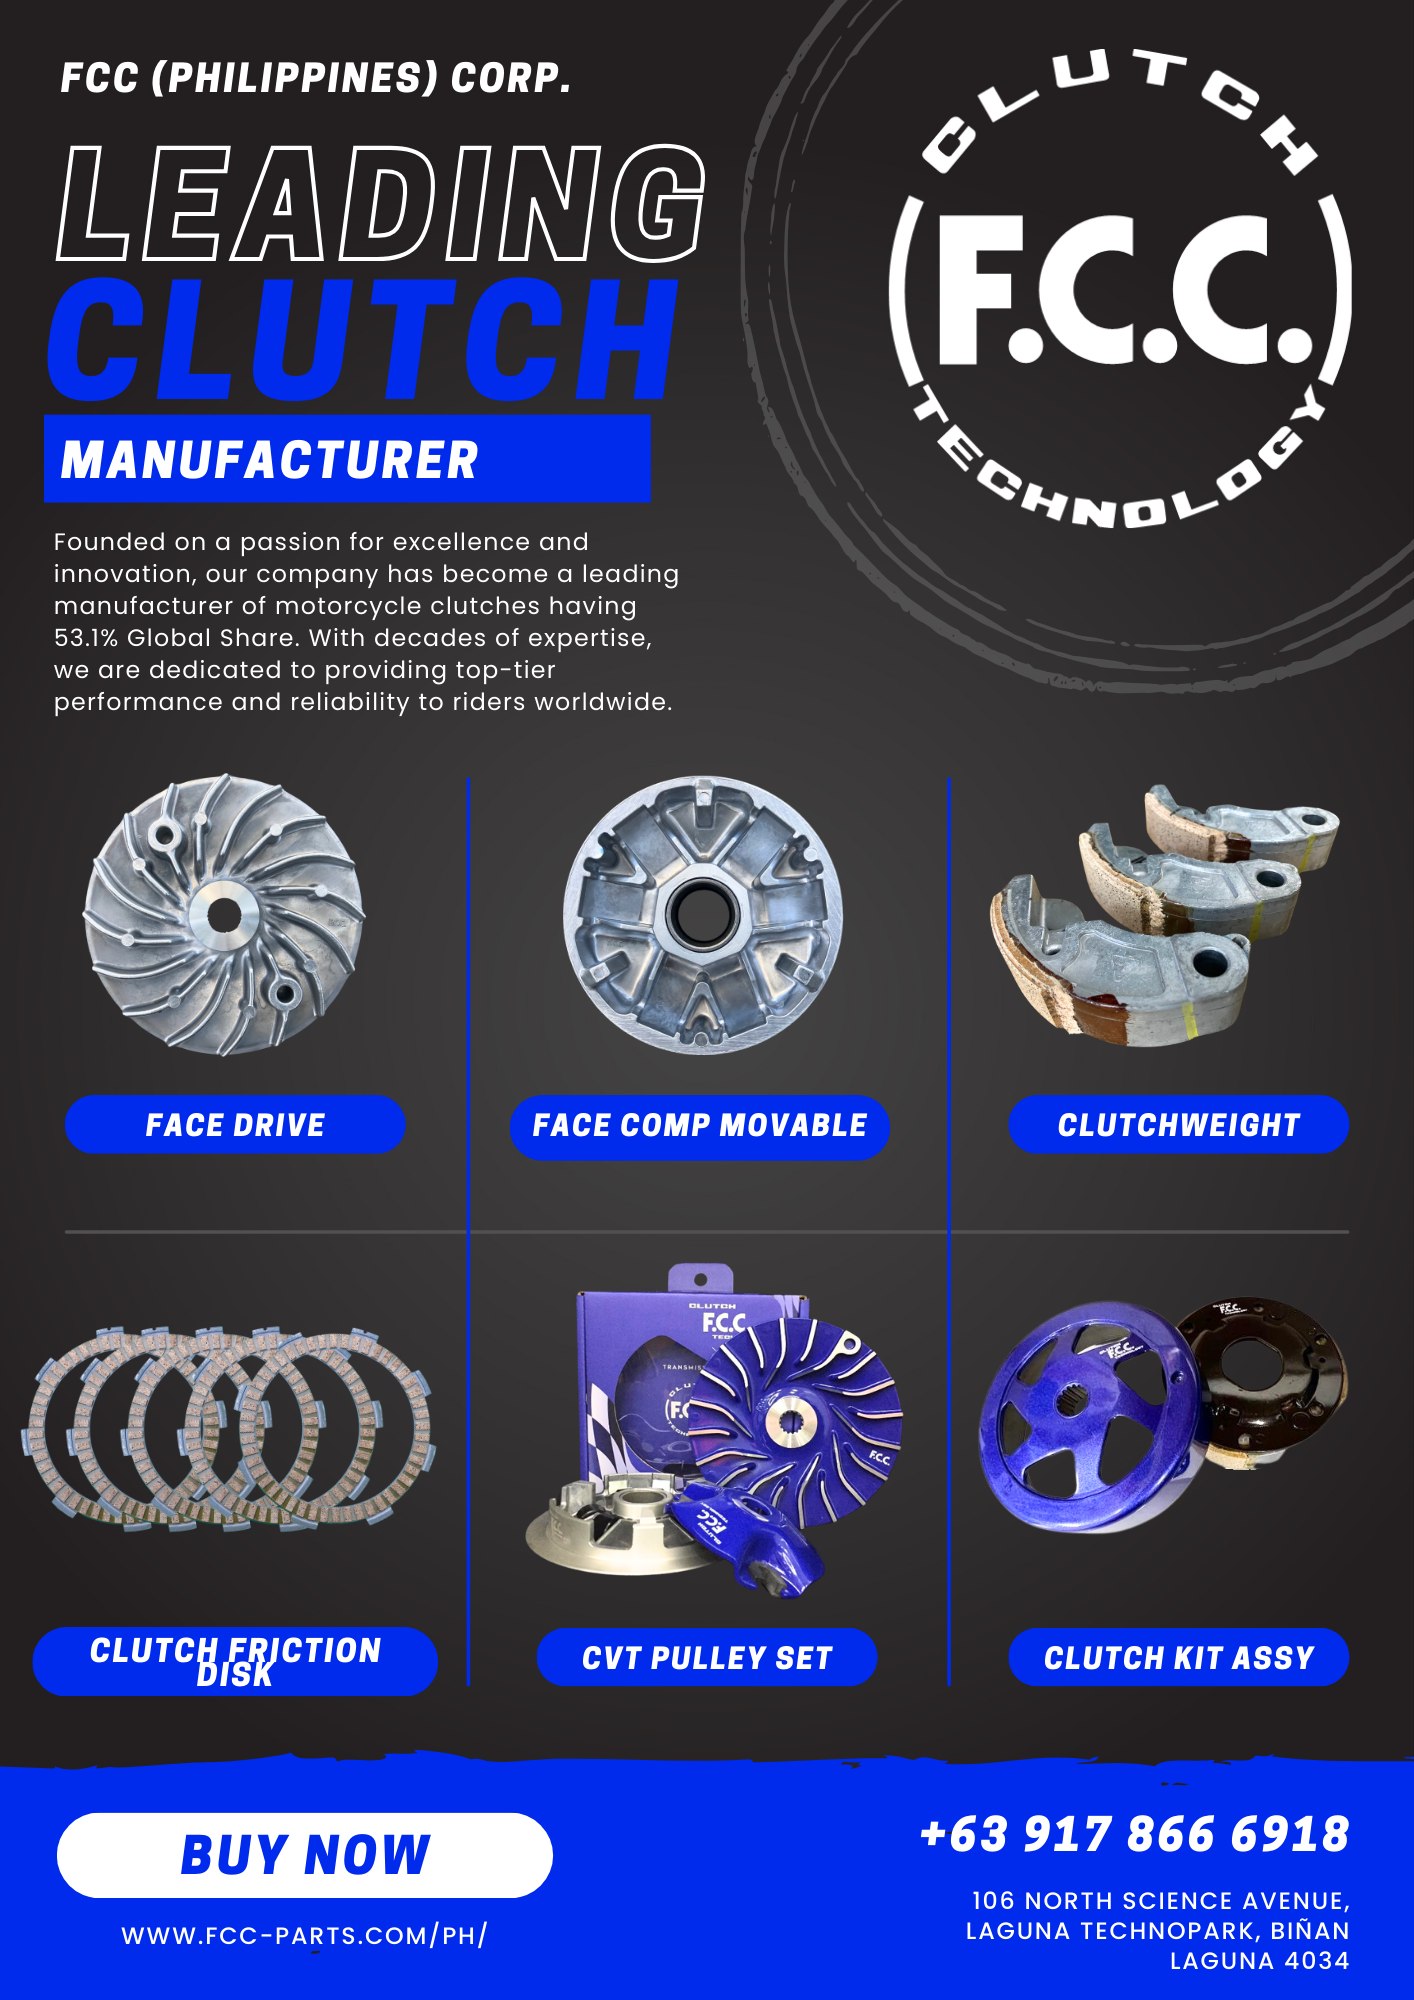 FCC (PHILIPPINES) CORP.
CLUTCH
F.C.C.
TECHNOLOGY
LEADING
CLUTCH
MANUFACTURER
Founded on a passion for excellence and
innovation, our company has become a leading
manufacturer of motorcycle clutches having
53.1% Global Share. With decades of expertise,
we are dedicated to providing top-tier
performance and reliability to riders worldwide.
FACE DRIVE
FACE COMP MOVABLE
CLUTCHWEIGHT
CLUTCH
F.C.C
TRANSMIS
F.C.C.
CLUTCH
F.C.C.
F.C.C.
F.C.C.
CLUTCH FRICTION
DISK
CVT PULLEY SET
CLUTCH KIT ASSY
BUY NOW
WWW.FCC-PARTS.COM/PH/
+63 917 866 6918
106 NORTH SCIENCE AVENUE,
LAGUNA TECHNOPARK, BIÑAN
LAGUNA 4034